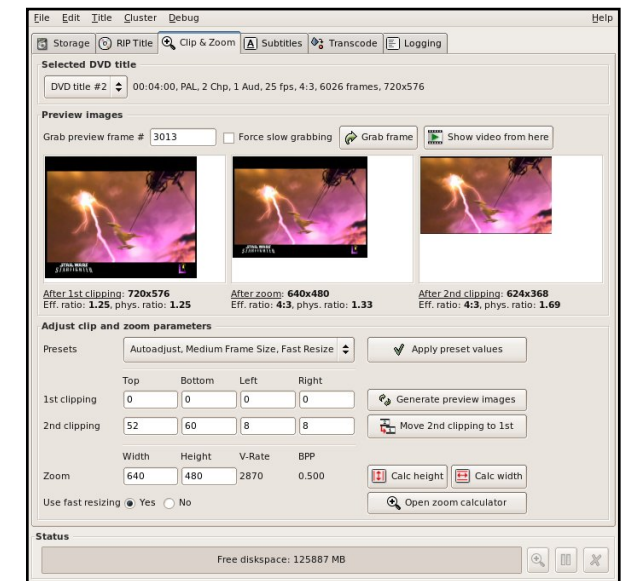 File Edit Title Cluster Debug Help
Storage RIP Title Clip & Zoom Subtitles Transcode Logging
Selected DVD title
DVD title #2 00:04:00, PAL, 2 Chp, 1 Aud, 25 fps, 4:3, 6026 frames, 720x576
Preview images
Grab preview frame # 3013 Force slow grabbing Grab frame Show video from here
STAR WARS
STARFIGHTER
STAR WARS
STARFIGHTER
After 1st clipping: 720x576 After zoom: 640x480 After 2nd clipping: 624x368
Eff. ratio: 1.25, phys. ratio: 1.25 Eff. ratio: 4:3, phys. ratio: 1.33 Eff. ratio: 4:3, phys. ratio: 1.69
Adjust clip and zoom parameters
Presets Autoadjust, Medium Frame Size, Fast Resize Apply preset values
Top Bottom Left Right
1st clipping 0 0 0 0 Generate preview images
2nd clipping 52 60 8 8 Move 2nd clipping to 1st
Width Height V-Rate BPP
Zoom 640 480 2870 0.500 Calc height Calc width
Use fast resizing Yes No Open zoom calculator
Status
Free diskspace: 125887 MB